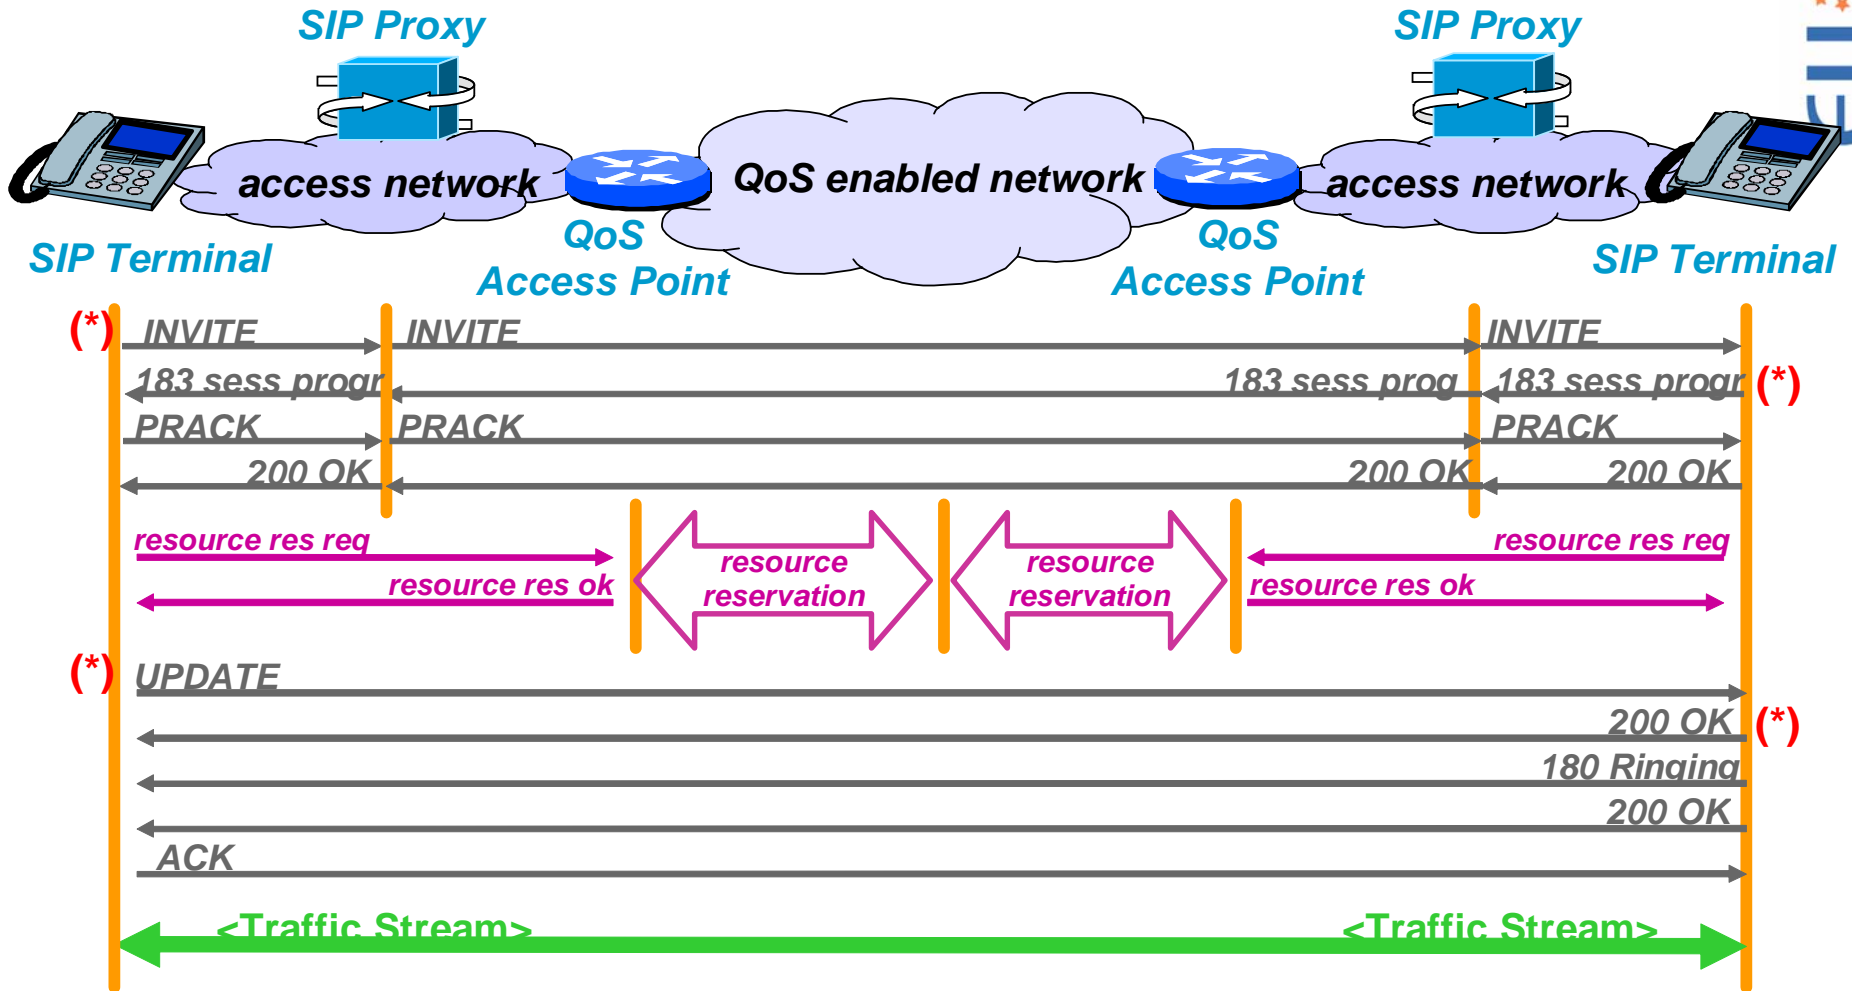 SIP Proxy
SIP Proxy
access network
QoS enabled network
access network
SIP Terminal
QoS
Access Point
QoS
Access Point
SIP Terminal
(*)
INVITE
INVITE
INVITE
183 sess progr
183 sess prog
183 sess progr
(*)
PRACK
PRACK
PRACK
200 OK
200 OK
200 OK
resource res req
resource
reservation
resource
reservation
resource res req
resource res ok
resource res ok
(*)
UPDATE
200 OK
(*)
180 Ringing
200 OK
ACK
<Traffic Stream>
<Traffic Stream>